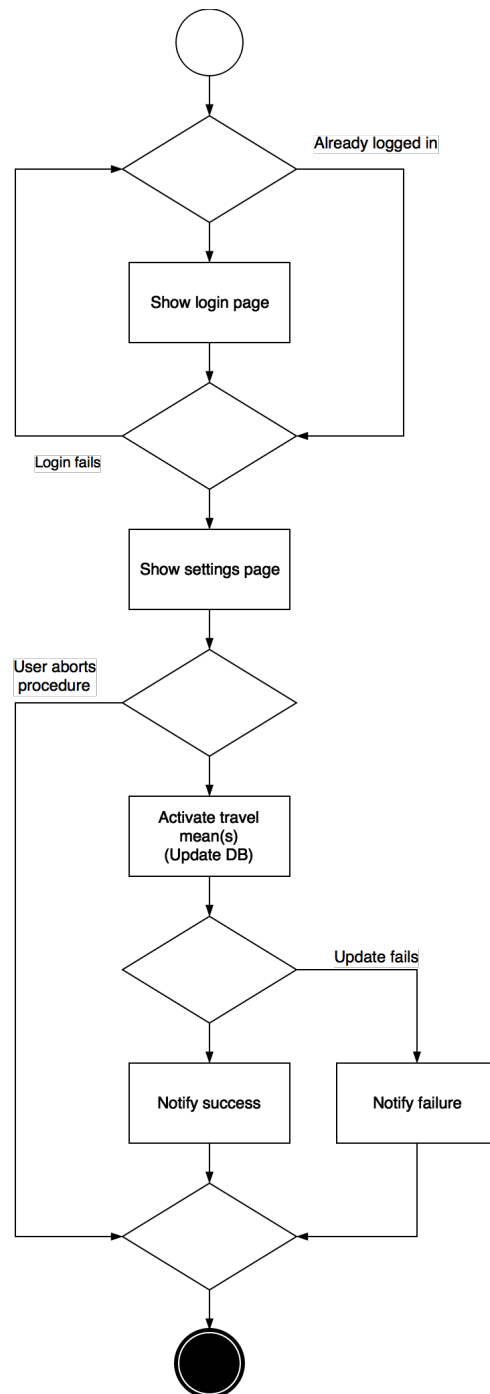 Already logged in
Show login page
Login fails
Show settings page
User aborts
procedure
Activate travel
mean(s)
(Update DB)
Update fails
Notify success
Notify failure